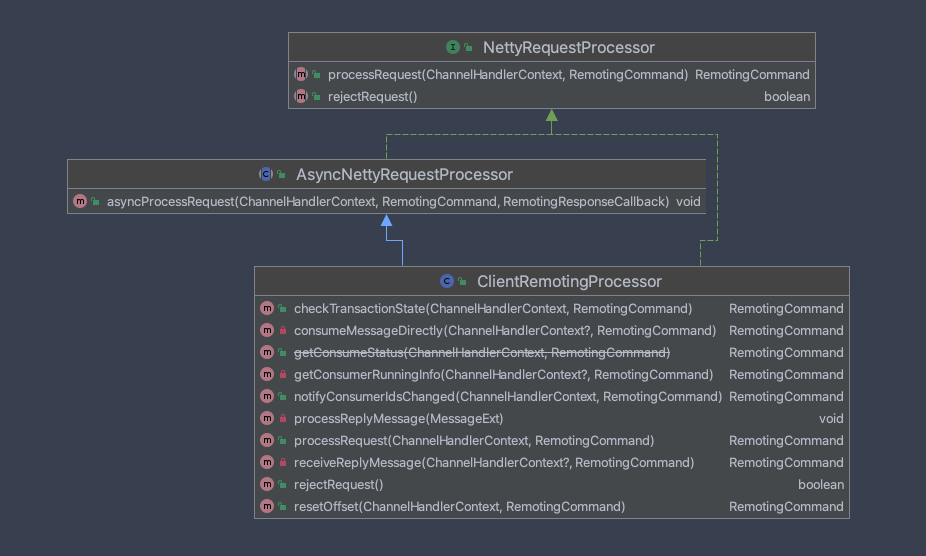 NettyRequestProcessor
processRequest(ChannelHandlerContext, RemotingCommand) RemotingCommand
rejectRequest() boolean
AsyncNettyRequestProcessor
asyncProcessRequest(ChannelHandlerContext, RemotingCommand, RemotingResponseCallback) void
ClientRemotingProcessor
checkTransactionState(ChannelHandlerContext, RemotingCommand) RemotingCommand
consumeMessageDirectly(ChannelHandlerContext?, RemotingCommand) RemotingCommand
getConsumeStatus(ChannelHandlerContext, RemotingCommand) RemotingCommand
getConsumerRunningInfo(ChannelHandlerContext?, RemotingCommand) RemotingCommand
notifyConsumerIdsChanged(ChannelHandlerContext, RemotingCommand) RemotingCommand
processReplyMessage(MessageExt) void
processRequest(ChannelHandlerContext, RemotingCommand) RemotingCommand
receiveReplyMessage(ChannelHandlerContext?, RemotingCommand) RemotingCommand
rejectRequest() boolean
resetOffset(ChannelHandlerContext, RemotingCommand) RemotingCommand